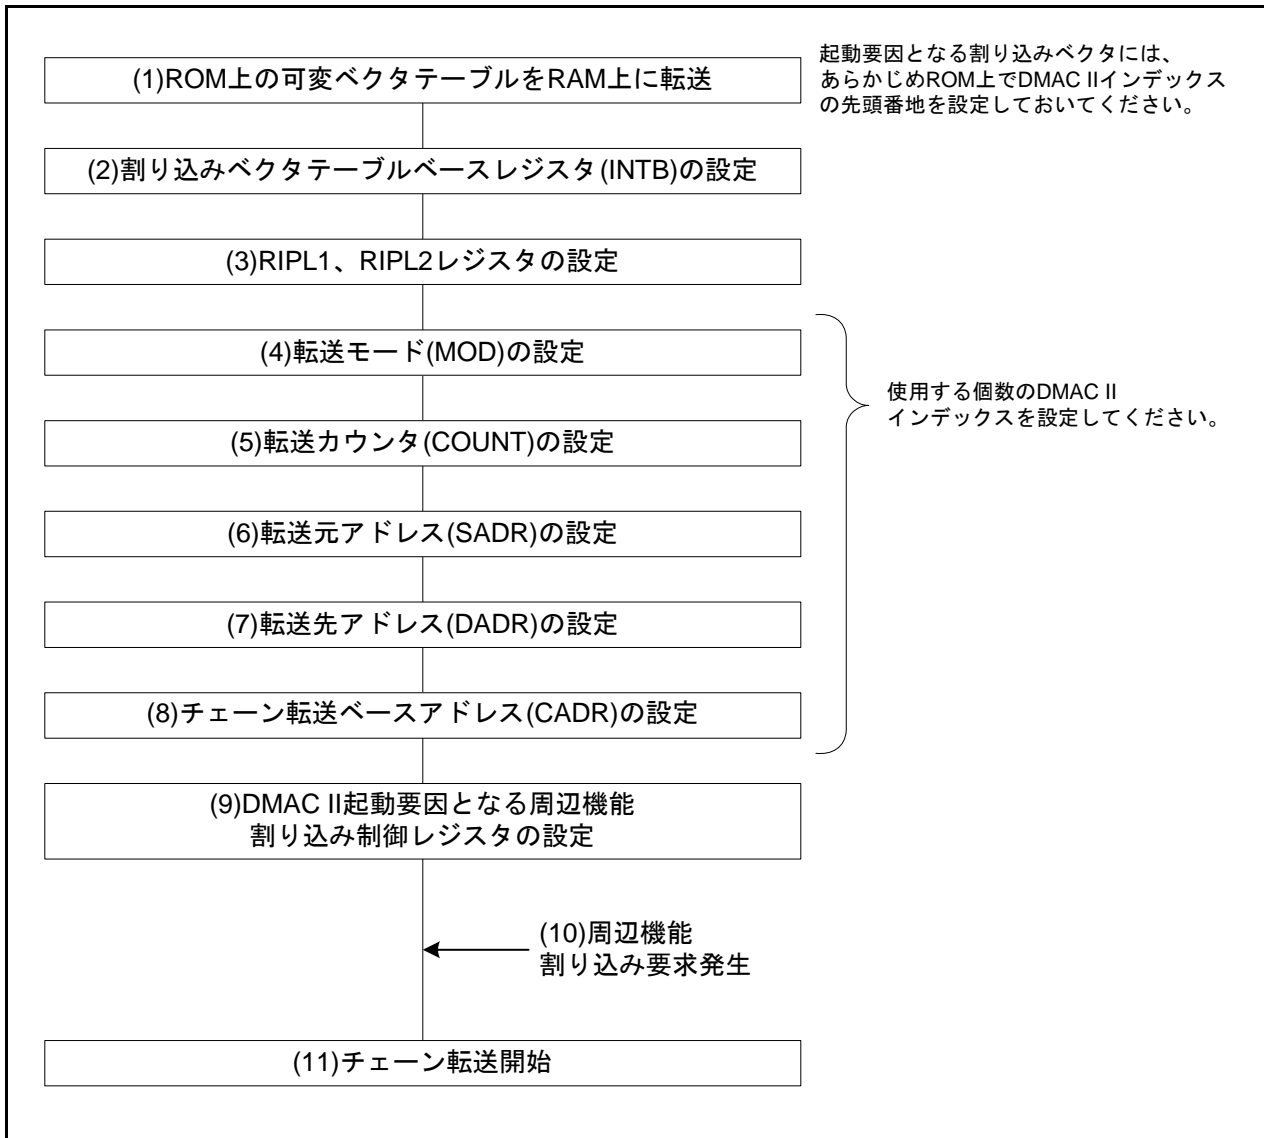 (1)ROM上の可変ベクタテーブルをRAM上に転送
起動要因となる割り込みベクタには、
あらかじめROM上でDMAC IIインデックス
の先頭番地を設定しておいてください。
(2)割り込みベクタテーブルベースレジスタ(INTB)の設定
(3)RIPL1、RIPL2レジスタの設定
(4)転送モード(MOD)の設定
(5)転送カウンタ(COUNT)の設定
(6)転送元アドレス(SADR)の設定
(7)転送先アドレス(DADR)の設定
(8)チェーン転送ベースアドレス(CADR)の設定
使用する個数のDMAC II
インデックスを設定してください。
(9)DMAC II起動要因となる周辺機能
割り込み制御レジスタの設定
(10)周辺機能
割り込み要求発生
(11)チェーン転送開始